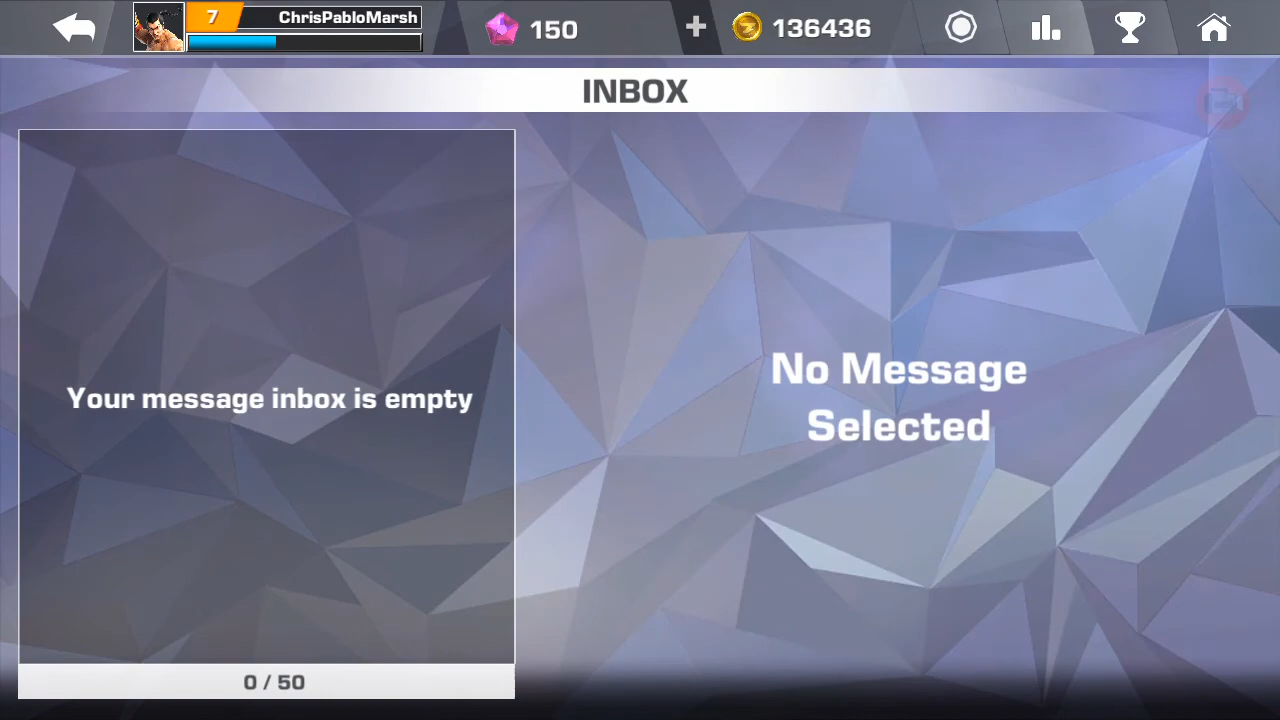 7
ChrisPabloMarsh
150
136436
INBOX
Your message inbox is empty
No Message
Selected
0 / 50